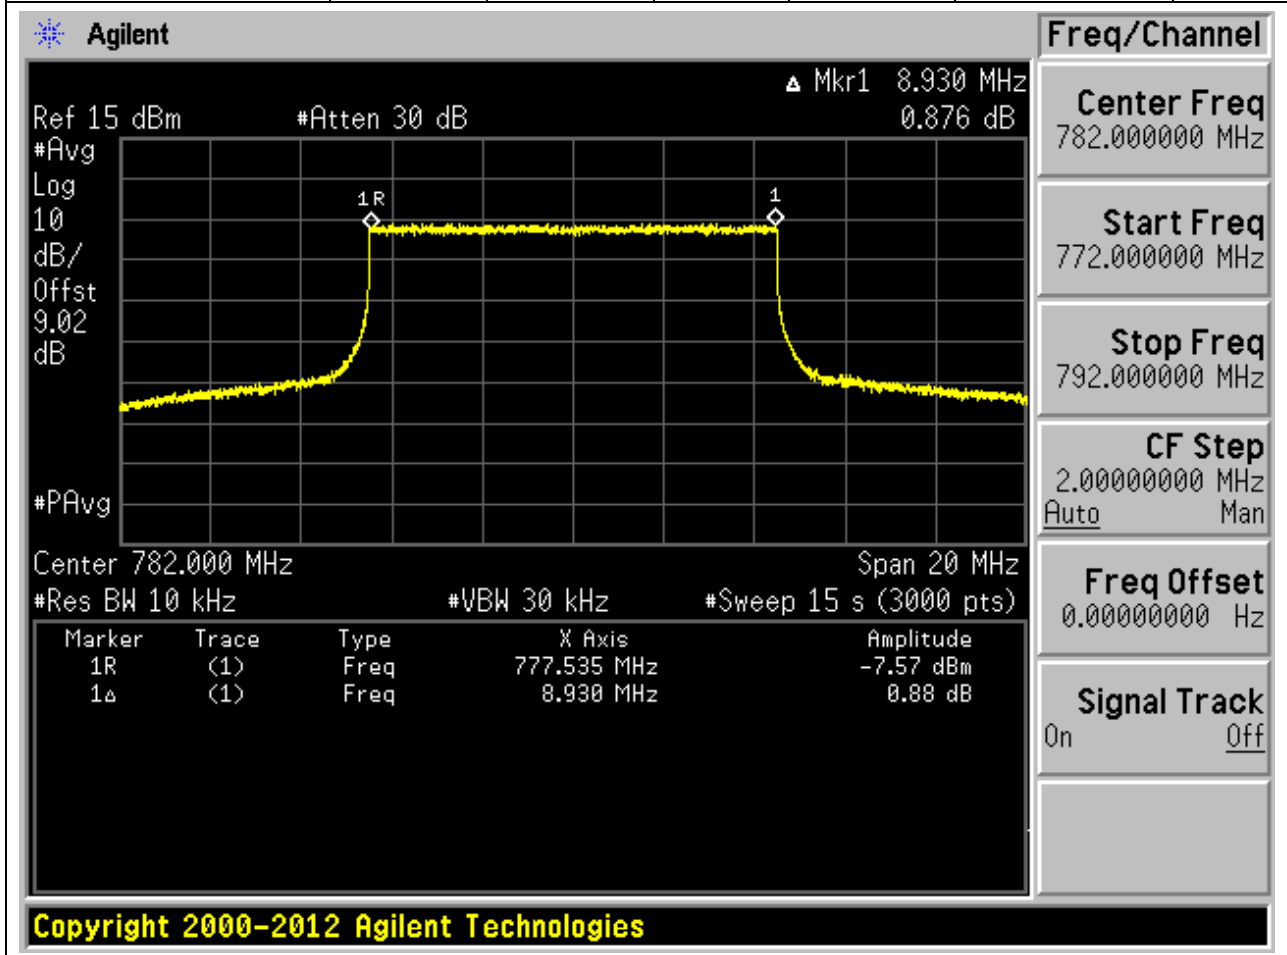 Agilent
Δ Mkr1 8.930 MHz
Ref 15 dBm #Atten 30 dB 0.876 dB
#Avg
Log
10
dB/
Offst
9.02
dB
#PAvg
1R
1
Center 782.000 MHz Span 20 MHz
#Res BW 10 kHz #VBW 30 kHz #Sweep 15 s (3000 pts)
Marker Trace Type X Axis Amplitude
1R (1) Freq 777.535 MHz -7.57 dBm
1Δ (1) Freq 8.930 MHz 0.88 dB
Freq/Channel
Center Freq
782.000000 MHz
Start Freq
772.000000 MHz
Stop Freq
792.000000 MHz
CF Step
2.00000000 MHz
Auto Man
Freq Offset
0.00000000 Hz
Signal Track
On Off
Copyright 2000-2012 Agilent Technologies